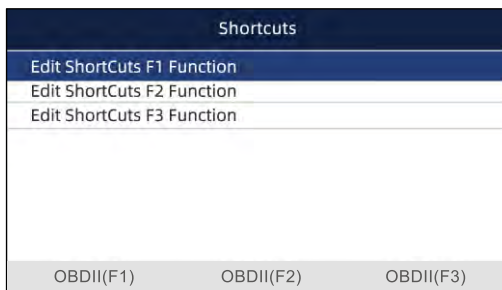 Shortcuts
Edit ShortCuts F1 Function
Edit ShortCuts F2 Function
Edit ShortCuts F3 Function
OBDII(F1) OBDII(F2) OBDII(F3)